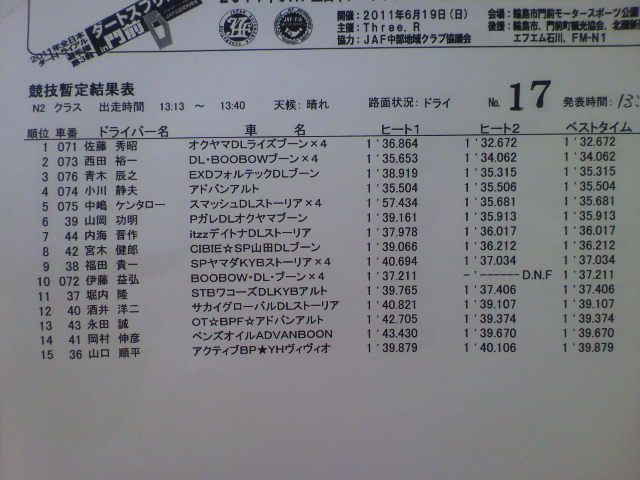 2011年全日本
ダートスプリント
門前
in
開催：2011年6月19日（日）
主催：Three.R
協力：JAF中部地域クラブ協議会
会場：輪島市門前モータースポーツ公園
後援：輪島市、門前町観光協会、北國新
エフエム石川、FM-N1
競技暫定結果表
N2 クラス 出走時間 13:13 ～ 13:40 天候：晴れ 路面状況：ドライ No. 17 発表時間：
順位 車番 ドライバー名 車 名 ヒート1 ヒート2 ベストタイム
1 071 佐藤 秀昭 オクヤマDLライズブーン×4 1'36.864 1'32.672 1'32.672
2 073 西田 裕一 DL・BOOBOWブーン×4 1'35.653 1'34.062 1'34.062
3 076 青木 辰之 EXDフォルテックDLブーン 1'38.919 1'35.315 1'35.315
4 074 小川 静夫 アドバンアルト 1'35.504 1'35.506 1'35.504
5 075 中嶋 ケンタロー スマッシュDLストーリア×4 1'57.434 1'35.681 1'35.681
6 39 山岡 功明 PガレDLオクヤマブーン 1'39.161 1'35.913 1'35.913
7 44 内海 晋作 itzzデイトナDLストーリア 1'37.978 1'36.017 1'36.017
8 42 宮木 健郎 CIBIE☆SP山田DLブーン 1'39.066 1'36.212 1'36.212
9 38 福田 貴一 SPヤマダKYBストーリア×4 1'40.694 1'37.034 1'37.034
10 072 伊藤 益弘 BOOBOW・DL・ブーン×4 1'37.211 -'------D.N.F 1'37.211
11 37 堀内 隆 STBワコーズDLKYBアルト 1'39.765 1'37.406 1'37.406
12 40 酒井 洋二 サカイグローバルDLストーリア 1'40.821 1'39.107 1'39.107
13 43 永田 誠 OT☆BPF☆アドバンアルト 1'42.705 1'39.374 1'39.374
14 41 岡村 伸彦 ペンズオイルADVANBOON 1'43.430 1'39.670 1'39.670
15 36 山口 順平 アクティブBP★YHヴィヴィオ 1'39.879 1'40.106 1'39.879